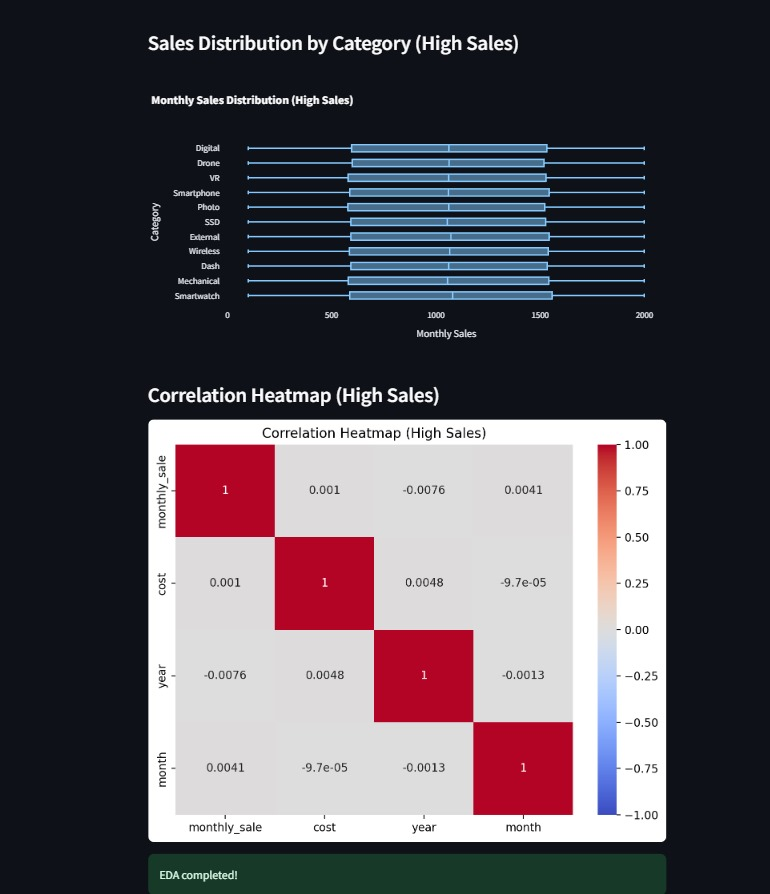 Sales Distribution by Category (High Sales)
Monthly Sales Distribution (High Sales)
Category
Digital
Drone
VR
Smartphone
Photo
SSD
External
Wireless
Dash
Mechanical
Smartwatch
0 500 1000 1500 2000
Monthly Sales
Correlation Heatmap (High Sales)
Correlation Heatmap (High Sales)
monthly_sale 1 0.001 -0.0076 0.0041
cost 0.001 1 0.0048 -9.7e-05
year -0.0076 0.0048 1 -0.0013
month 0.0041 -9.7e-05 -0.0013 1
monthly_sale cost year month
1.00
0.75
0.50
0.25
0.00
−0.25
−0.50
−0.75
−1.00
EDA completed!